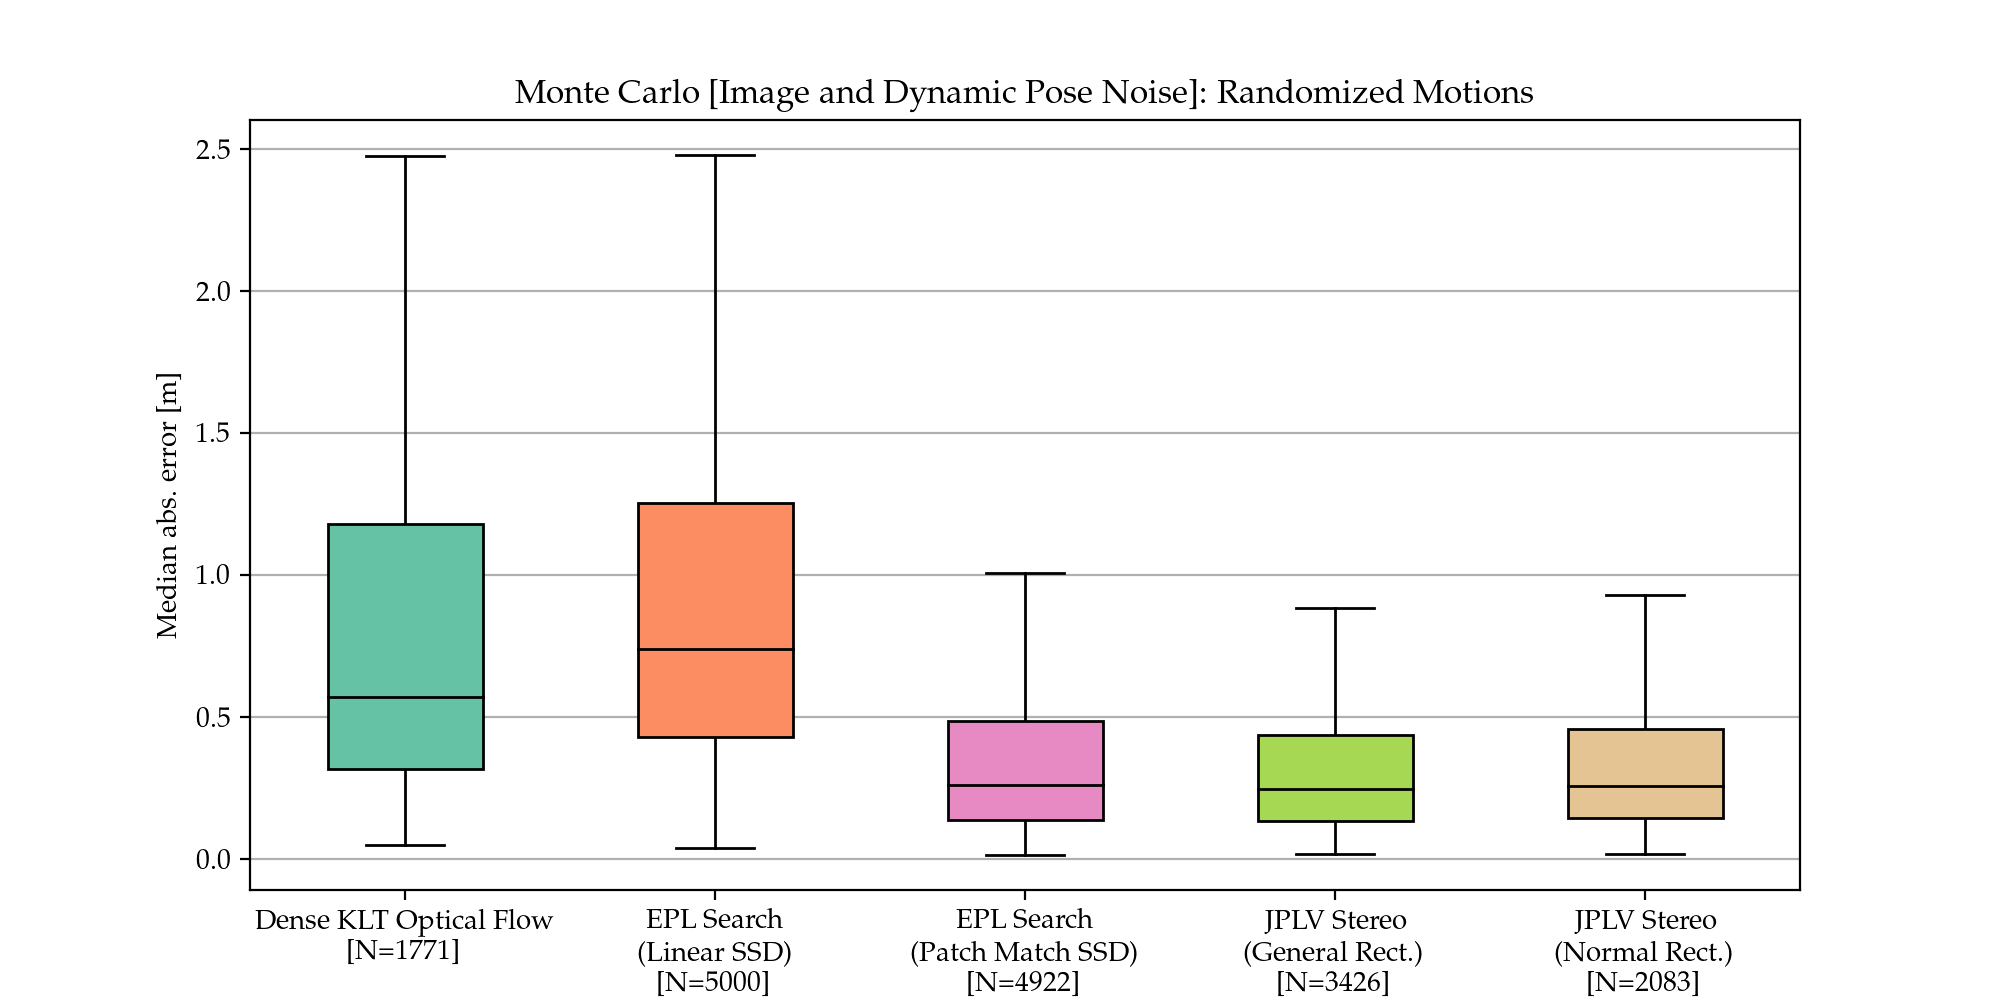 Monte Carlo [Image and Dynamic Pose Noise]: Randomized Motions
Median abs. error [m]
2.5
2.0
1.5
1.0
0.5
0.0
Dense KLT Optical Flow
[N=1771]
EPL Search
(Linear SSD)
[N=5000]
EPL Search
(Patch Match SSD)
[N=4922]
JPLV Stereo
(General Rect.)
[N=3426]
JPLV Stereo
(Normal Rect.)
[N=2083]